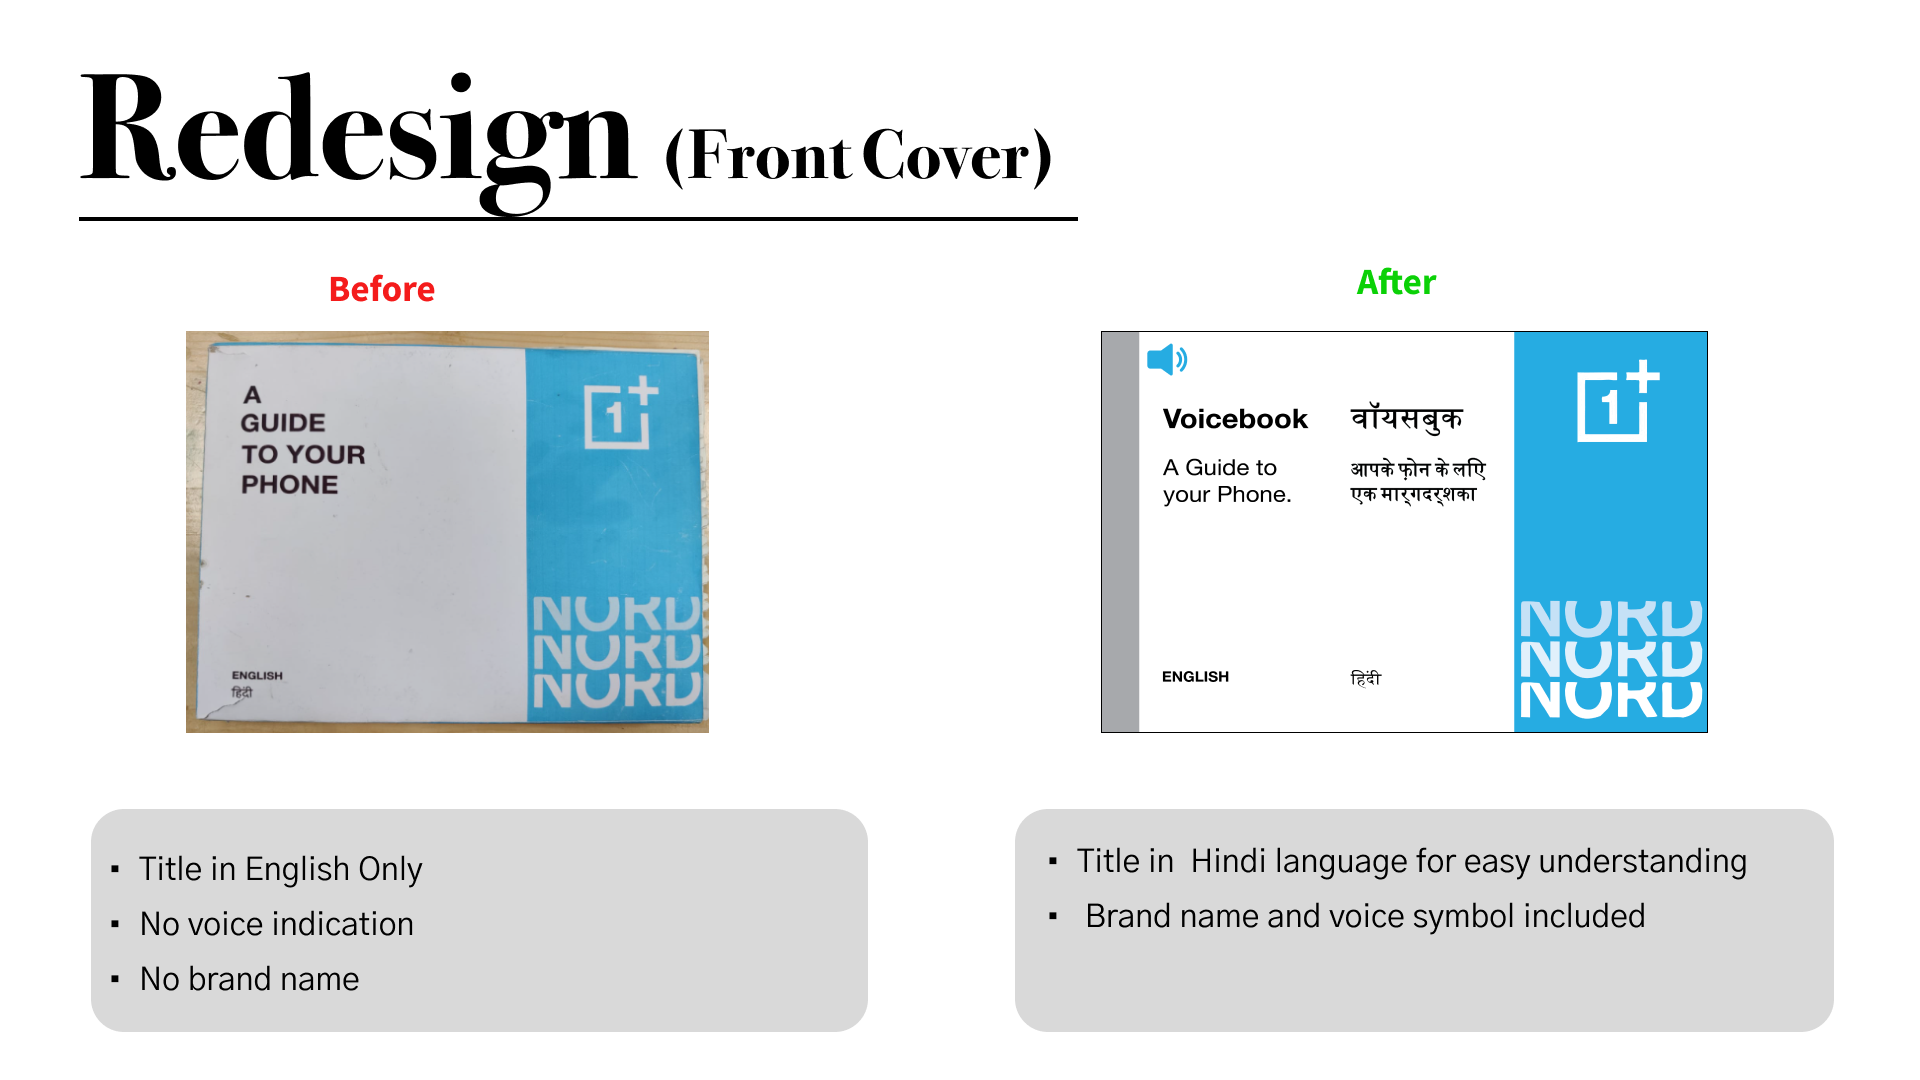 Redesign (Front Cover)
Before
A
GUIDE
TO YOUR
PHONE
ENGLISH
हिंदी
1+
NORD
NORD
NORD
After
Voicebook
A Guide to
your Phone.
वॉयसबुक
आपके फ़ोन के लिए
एक मार्गदर्शिका
ENGLISH
हिंदी
1+
NORD
NORD
NORD
▪ Title in English Only
▪ No voice indication
▪ No brand name
▪ Title in Hindi language for easy understanding
▪ Brand name and voice symbol included